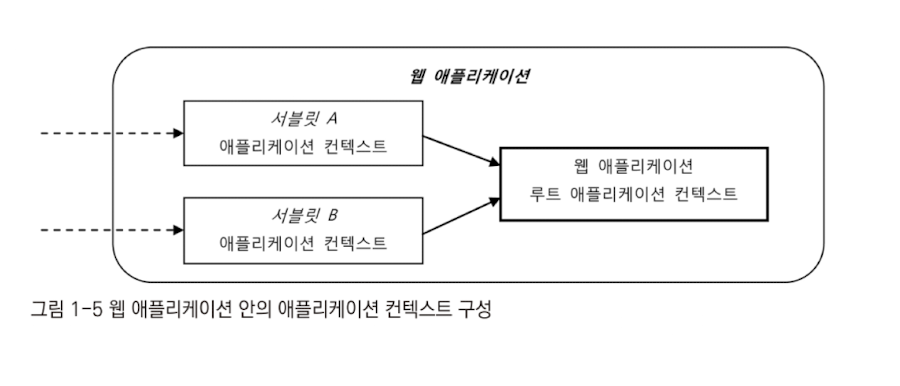 웹 애플리케이션
서블릿 A
애플리케이션 컨텍스트
웹 애플리케이션
루트 애플리케이션 컨텍스트
서블릿 B
애플리케이션 컨텍스트
그림 1-5 웹 애플리케이션 안의 애플리케이션 컨텍스트 구성